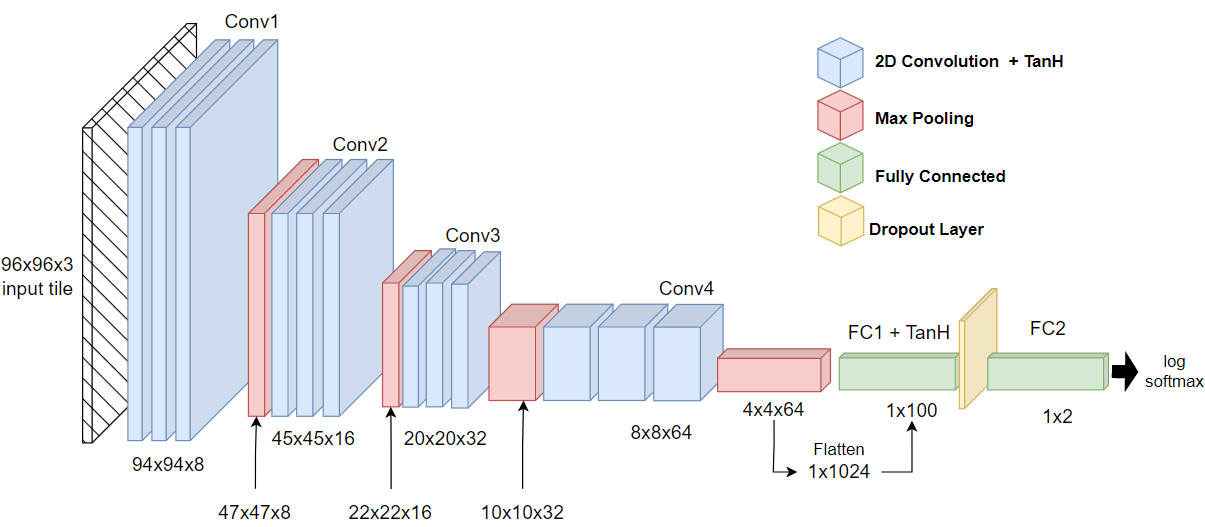 Conv1
2D Convolution + TanH
Max Pooling
Conv2
Fully Connected
Dropout Layer
Conv3
96x96x3
input tile
Conv4
FC1 + TanH
FC2
log
softmax
4x4x64
1x100
1x2
94x94x8
45x45x16
20x20x32
8x8x64
Flatten
1x1024
47x47x8
22x22x16
10x10x32